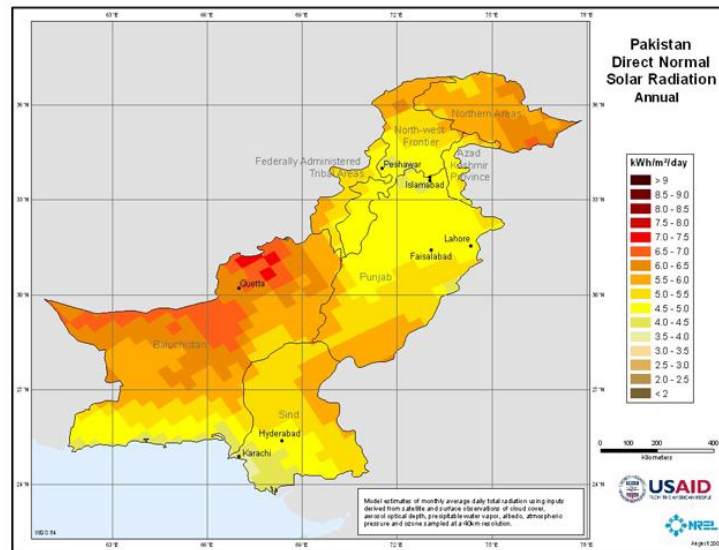 Pakistan
Direct Normal
Solar Radiation
Annual
kWh/m²/day
> 9
8.5 - 9.0
8.0 - 8.5
7.5 - 8.0
7.0 - 7.5
6.5 - 7.0
6.0 - 6.5
5.5 - 6.0
5.0 - 5.5
4.5 - 5.0
4.0 - 4.5
3.5 - 4.0
3.0 - 3.5
2.5 - 3.0
2.0 - 2.5
< 2
Northern Areas
North-west
Frontier
Azad
Kashmir
Province
Federally Administered
Tribal Areas
Peshawar
Islamabad
Lahore
Faisalabad
Punjab
Quetta
Baluchistan
Sind
Hyderabad
Karachi
0 200 400
Kilometers
Model estimates of monthly average daily total radiation using inputs
derived from satellite and surface observations of cloud cover,
aerosol optical depth, precipitable water vapor, albedo, atmospheric
pressure and ozone sampled at a 40km resolution.
USAID
FROM THE AMERICAN PEOPLE
NREL